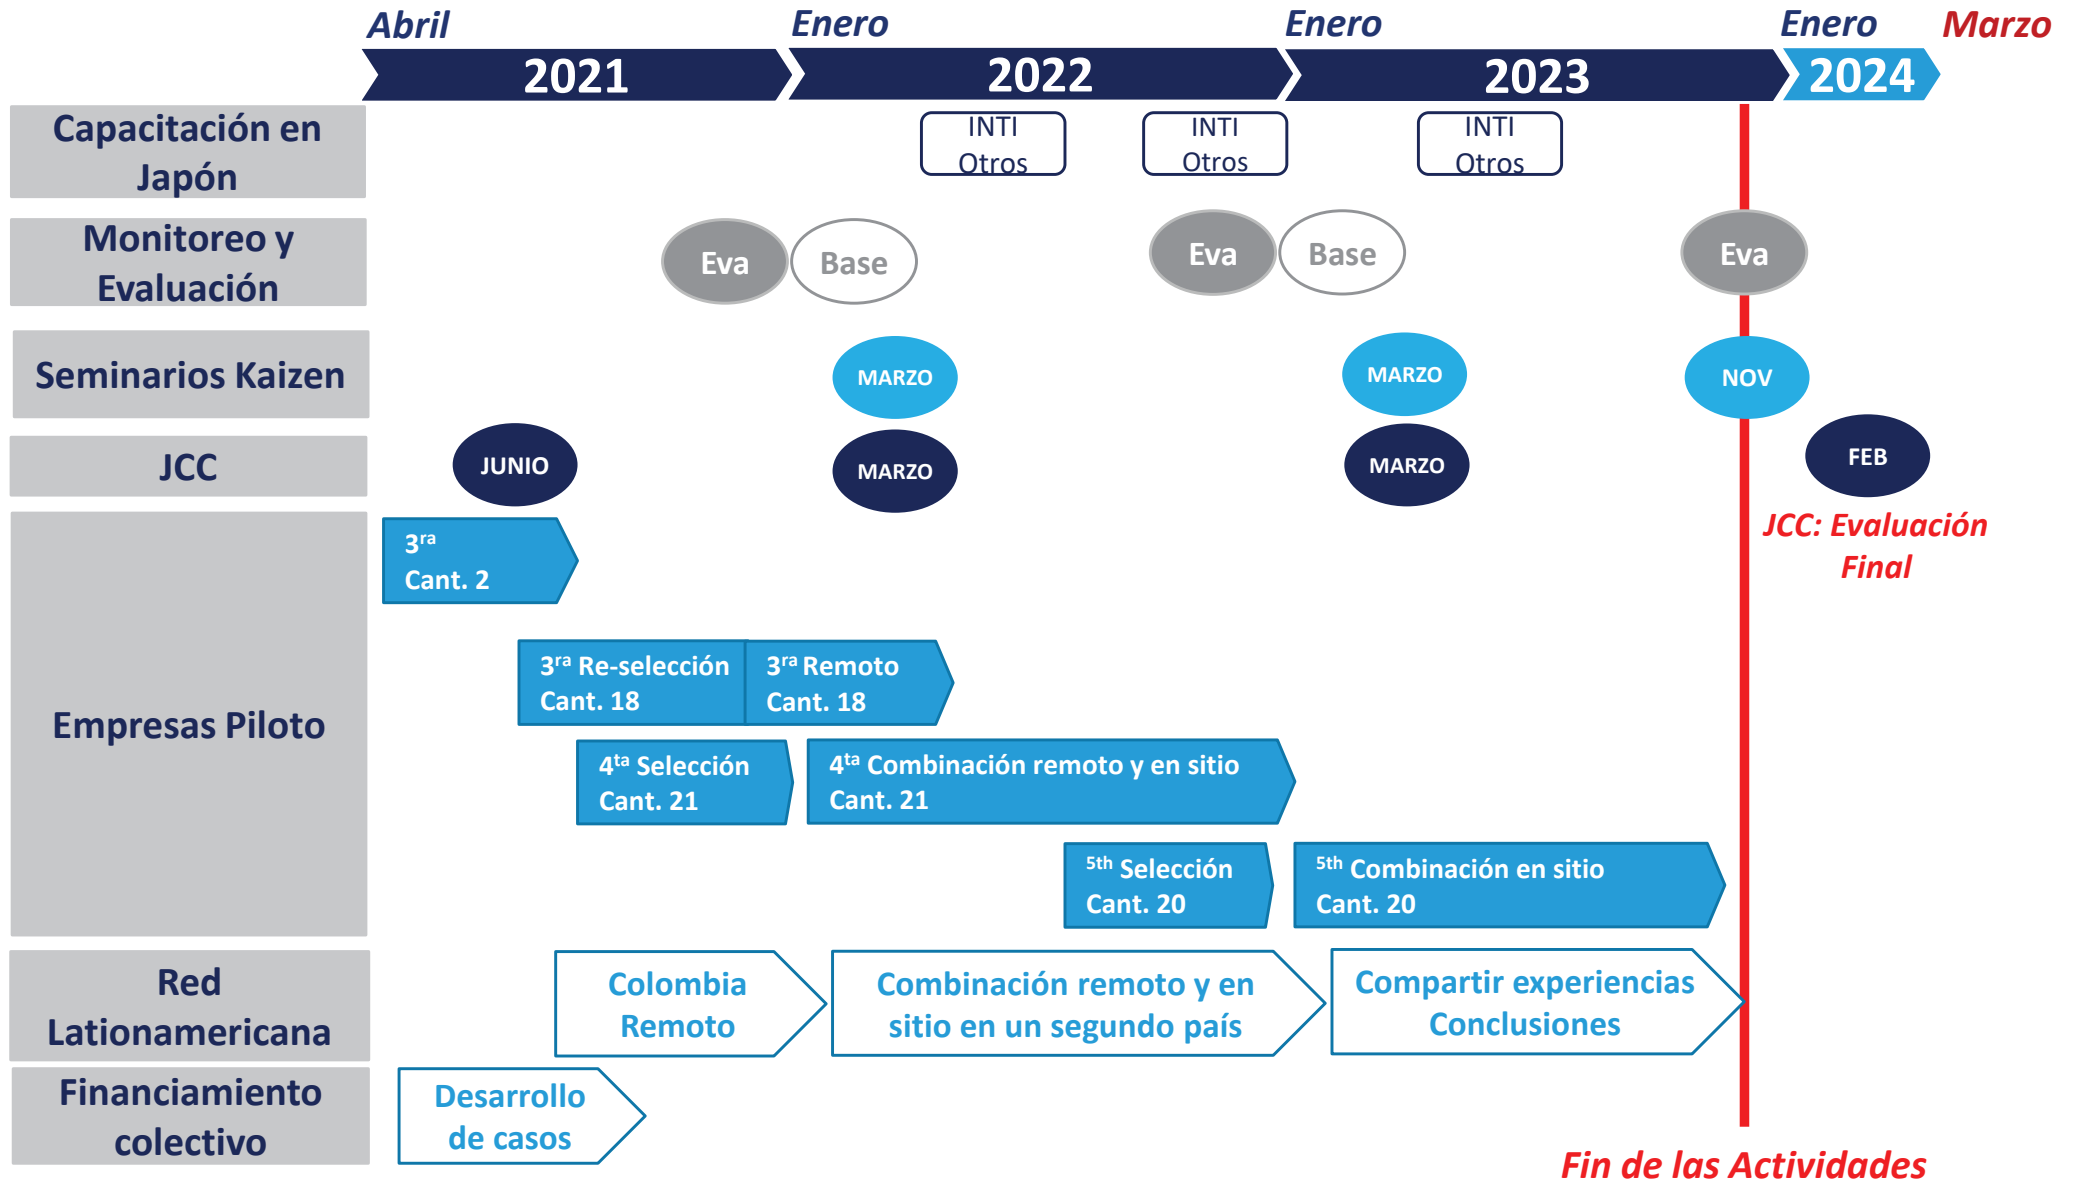 Abril
Enero
Enero
Enero
Marzo
2021
2022
2023
2024
Capacitación en
Japón
INTI
Otros
INTI
Otros
INTI
Otros
Monitoreo y
Evaluación
Eva
Base
Eva
Base
Eva
Seminarios Kaizen
MARZO
MARZO
NOV
JCC
JUNIO
MARZO
MARZO
FEB
JCC: Evaluación
Final
Empresas Piloto
3ra
Cant. 2
3ra Re-selección
Cant. 18
3ra Remoto
Cant. 18
4ta Selección
Cant. 21
4ta Combinación remoto y en sitio
Cant. 21
5th Selección
Cant. 20
5th Combinación en sitio
Cant. 20
Red
Lationamericana
Colombia
Remoto
Combinación remoto y en
sitio en un segundo país
Compartir experiencias
Conclusiones
Financiamiento
colectivo
Desarrollo
de casos
Fin de las Actividades